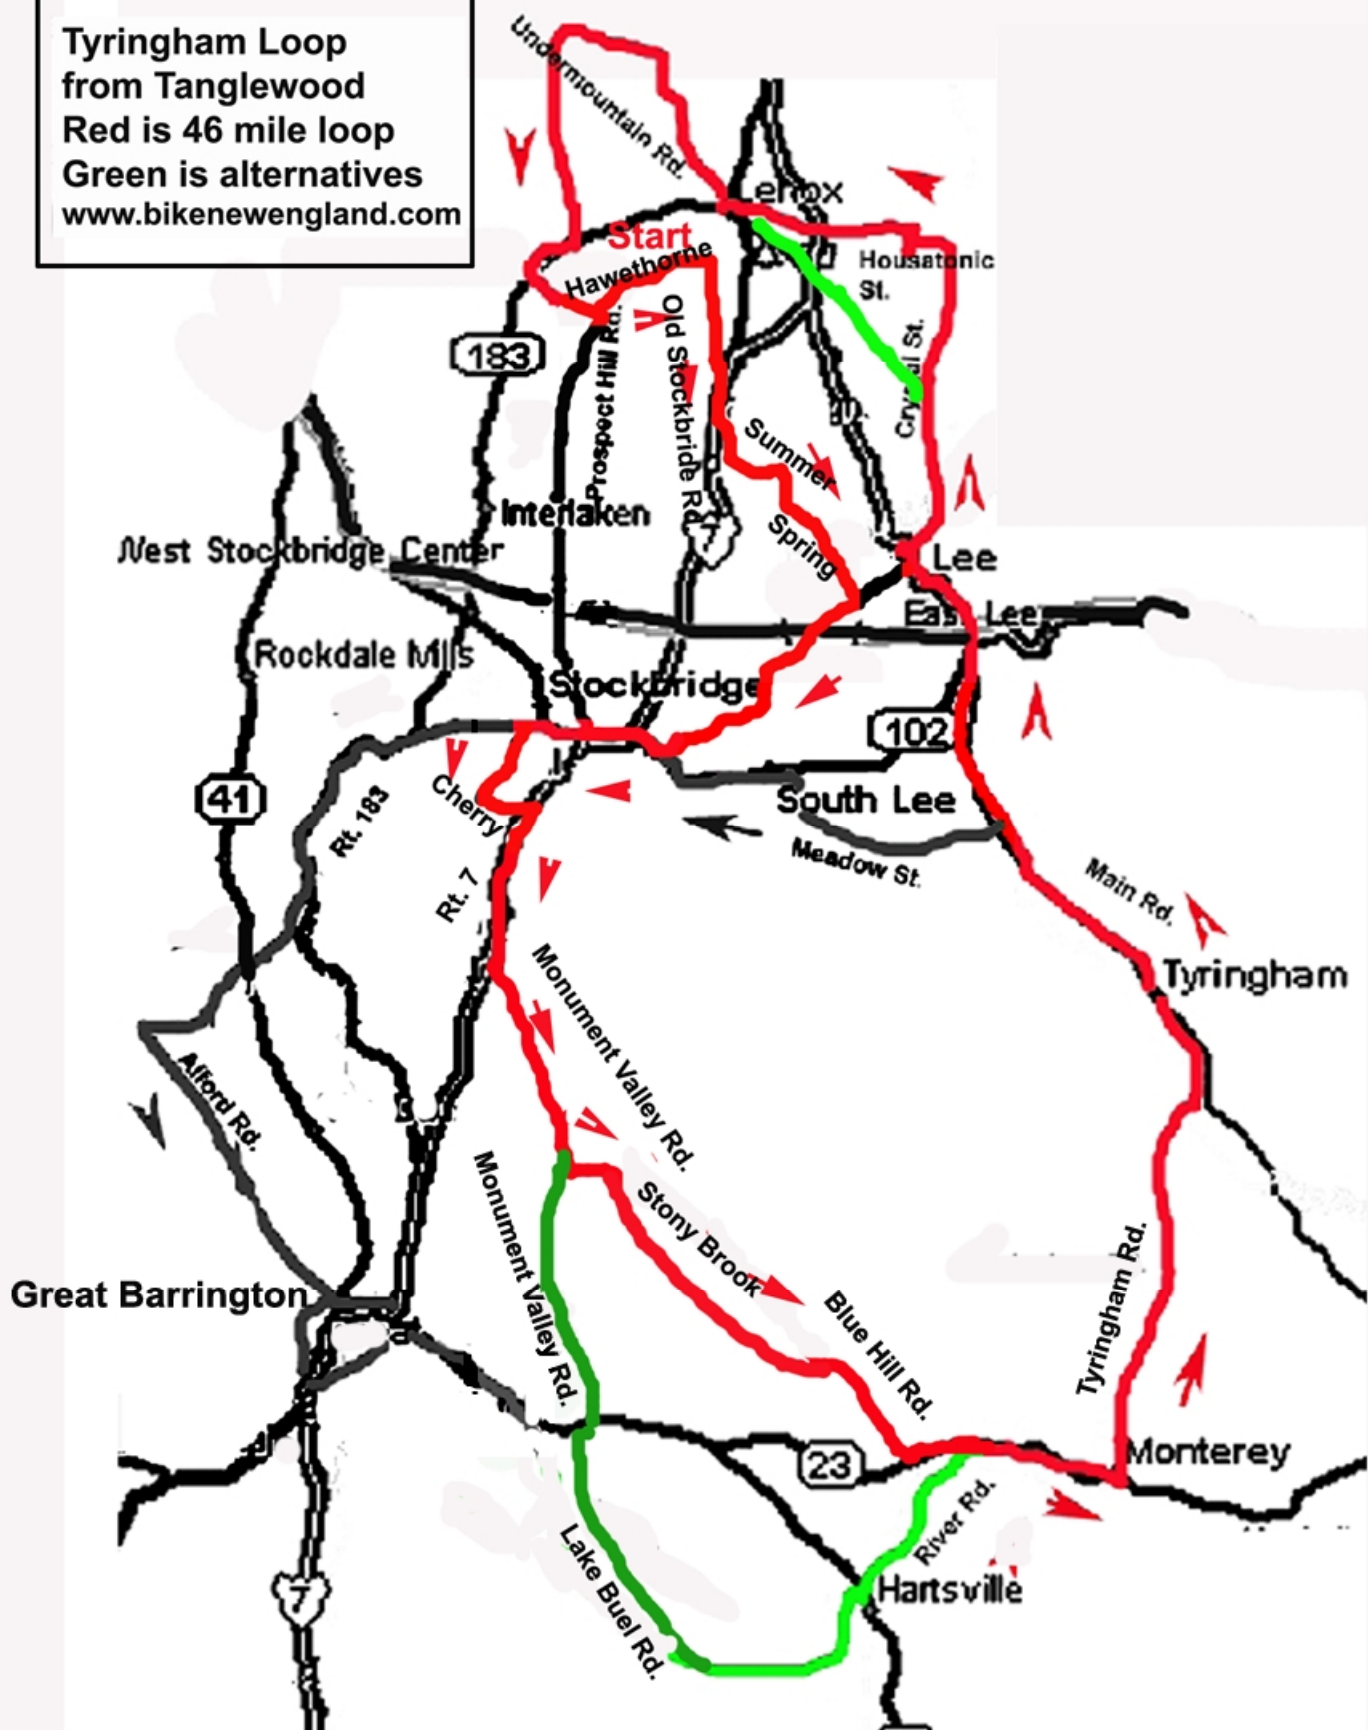 Tyringham Loop
from Tanglewood
Red is 46 mile loop
Green is alternatives
www.bikenewengland.com
Undermountain Rd.
Lenox
Start
Hawethorne
Housatonic
St.
183
Prospect Hill Rd.
Old Stockbride Rd.
Crystal St.
Summer
Interlaken
7
Spring
West Stockbridge Center
Lee
East Lee
Rockdale Mills
Stockbridge
102
41
Rt. 183
Cherry
South Lee
Meadow St.
Rt. 7
Main Rd.
Monument Valley Rd.
Tyringham
Alford Rd.
Monument Valley Rd.
Stony Brook
Great Barrington
Blue Hill Rd.
Tyringham Rd.
23
Monterey
River Rd.
Lake Buel Rd.
Hartsville
7